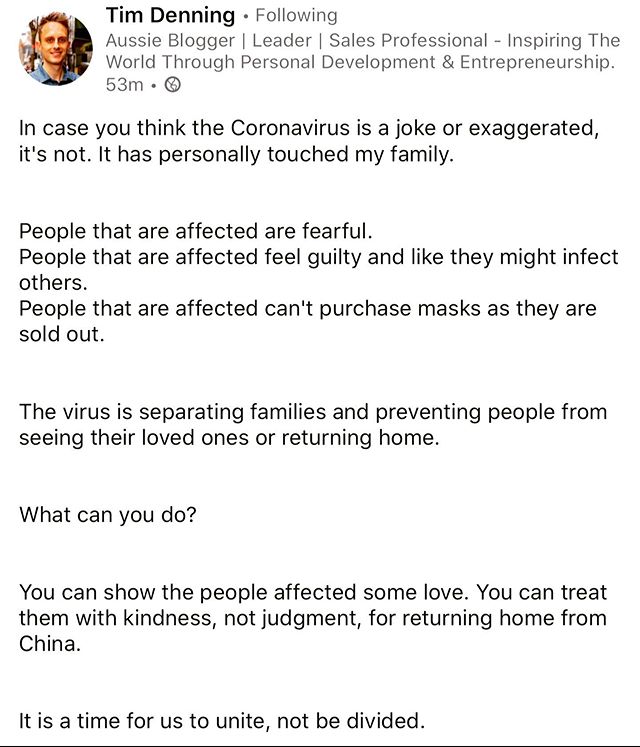 Tim Denning • Following
Aussie Blogger | Leader | Sales Professional - Inspiring The
World Through Personal Development & Entrepreneurship.
53m •
In case you think the Coronavirus is a joke or exaggerated,
it's not. It has personally touched my family.
People that are affected are fearful.
People that are affected feel guilty and like they might infect
others.
People that are affected can't purchase masks as they are
sold out.
The virus is separating families and preventing people from
seeing their loved ones or returning home.
What can you do?
You can show the people affected some love. You can treat
them with kindness, not judgment, for returning home from
China.
It is a time for us to unite, not be divided.